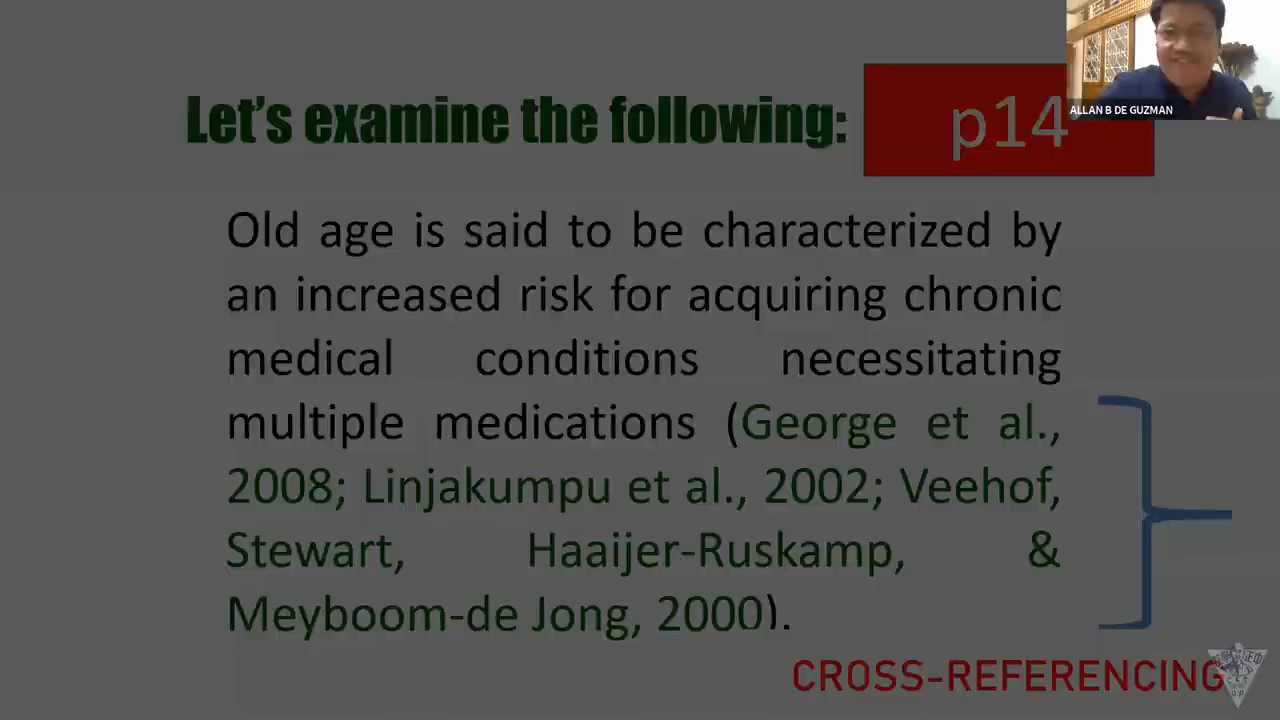 ALLAN B DE GUZMAN
Let's examine the following:
p14
Old age is said to be characterized by
an increased risk for acquiring chronic
medical conditions necessitating
multiple medications (George et al.,
2008; Linjakumpu et al., 2002; Veehof,
Stewart, Haaijer-Ruskamp, &
Meyboom-de Jong, 2000).
CROSS-REFERENCING